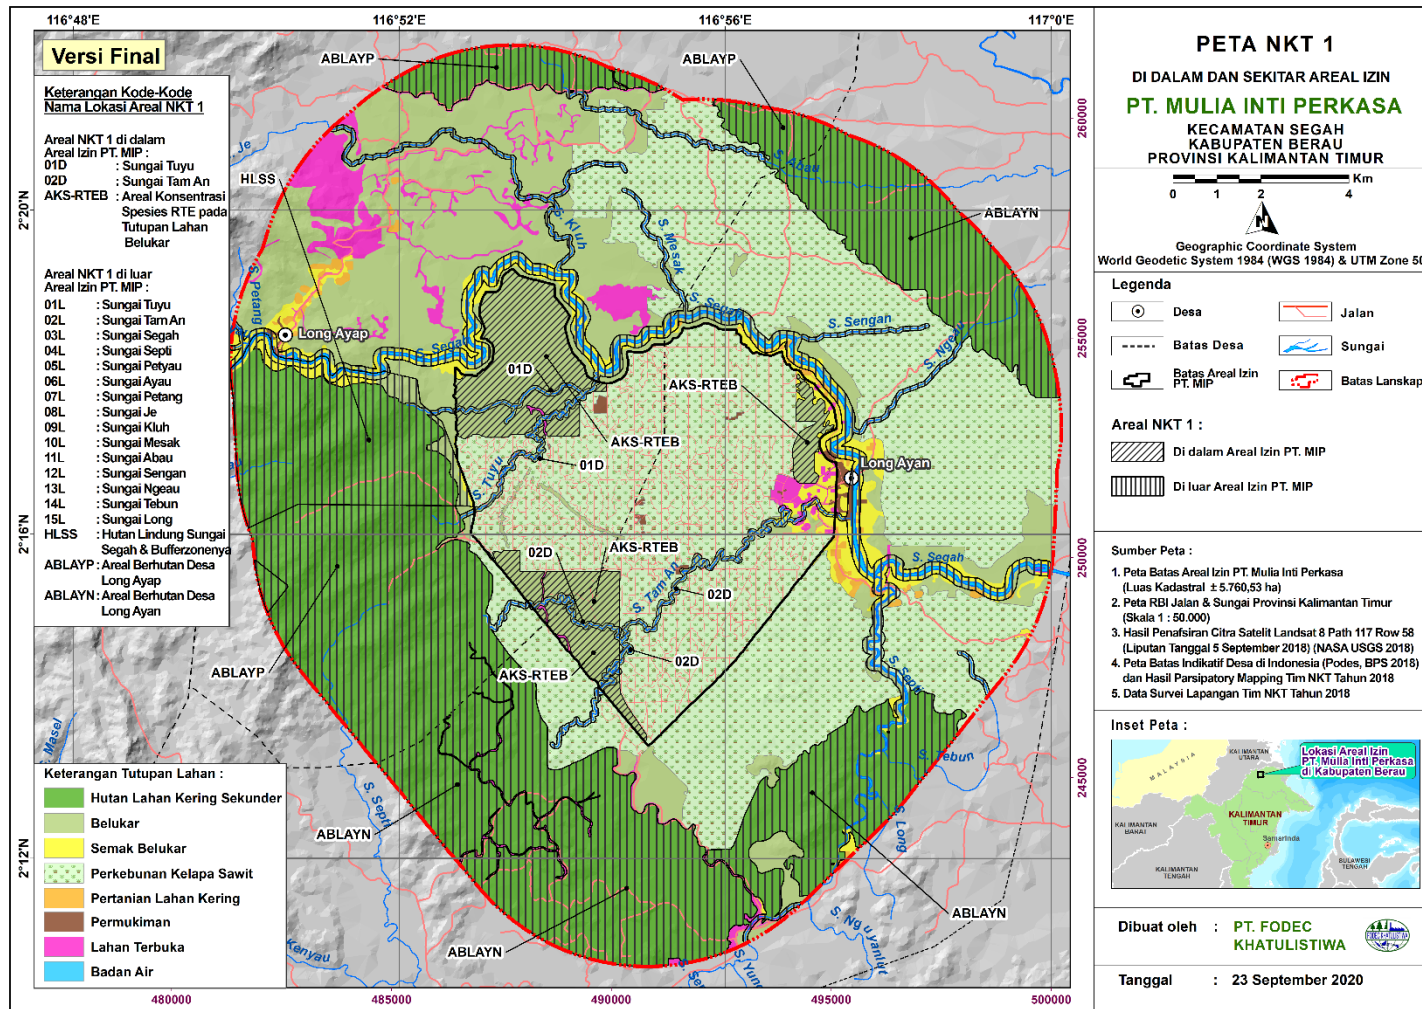 116°48'E
116°52'E
116°56'E
117°0'E
Versi Final
Keterangan Kode-Kode
Nama Lokasi Areal NKT 1
Areal NKT 1 di dalam
Areal Izin PT. MIP :
01D : Sungai Tuyu
02D : Sungai Tam An
AKS-RTEB : Areal Konsentrasi
Spesies RTE pada
Tutupan Lahan
Belukar
Areal NKT 1 di luar
Areal Izin PT. MIP :
01L : Sungai Tuyu
02L : Sungai Tam An
03L : Sungai Segah
04L : Sungai Septi
05L : Sungai Petyau
06L : Sungai Ayau
07L : Sungai Petang
08L : Sungai Je
09L : Sungai Kluh
10L : Sungai Mesak
11L : Sungai Abau
12L : Sungai Sengan
13L : Sungai Ngeau
14L : Sungai Tebun
15L : Sungai Long
HLSS : Hutan Lindung Sungai
Segah & Bufferzonenya
ABLAYP : Areal Berhutan Desa
Long Ayap
ABLAYN : Areal Berhutan Desa
Long Ayan
Keterangan Tutupan Lahan :
Hutan Lahan Kering Sekunder
Belukar
Semak Belukar
Perkebunan Kelapa Sawit
Pertanian Lahan Kering
Permukiman
Lahan Terbuka
Badan Air
2°20'N
2°16'N
2°12'N
ABLAYP
ABLAYP
HLSS
ABLAYN
S. Abau
S. Kluh
S. Mesak
S. Segah
S. Sengan
S. Petang
Long Ayap
S. Segah
01D
AKS-RTEB
AKS-RTEB
01D
S. Tuyu
Long Ayan
02D
AKS-RTEB
S. Tam An
02D
S. Segah
02D
AKS-RTEB
S. Septi
ABLAYP
S. Masel
S. Tebun
S. Septi
ABLAYN
S. Long
ABLAYN
ABLAYN
Kenyau
260000
255000
250000
245000
480000
485000
490000
495000
500000
PETA NKT 1
DI DALAM DAN SEKITAR AREAL IZIN
PT. MULIA INTI PERKASA
KECAMATAN SEGAH
KABUPATEN BERAU
PROVINSI KALIMANTAN TIMUR
Km
0 1 2 4
N
Geographic Coordinate System
World Geodetic System 1984 (WGS 1984) & UTM Zone 50
Legenda
Desa
Jalan
Batas Desa
Sungai
Batas Areal Izin
PT. MIP
Batas Lanskap
Areal NKT 1 :
Di dalam Areal Izin PT. MIP
Di luar Areal Izin PT. MIP
Sumber Peta :
1. Peta Batas Areal Izin PT. Mulia Inti Perkasa
(Luas Kadastral ± 5.760,53 ha)
2. Peta RBI Jalan & Sungai Provinsi Kalimantan Timur
(Skala 1 : 50.000)
3. Hasil Penafsiran Citra Satelit Landsat 8 Path 117 Row 58
(Liputan Tanggal 5 September 2018) (NASA USGS 2018)
4. Peta Batas Indikatif Desa di Indonesia (Podes, BPS 2018)
dan Hasil Parsipatory Mapping Tim NKT Tahun 2018
5. Data Survei Lapangan Tim NKT Tahun 2018
Inset Peta :
Lokasi Areal Izin
PT. Mulia Inti Perkasa
di Kabupaten Berau
MALAYSIA
KALIMANTAN
UTARA
KALIMANTAN
TIMUR
KALIMANTAN
BARAT
Samarinda
KALIMANTAN
TENGAH
SULAWESI
TENGAH
Dibuat oleh : PT. FODEC
KHATULISTIWA
Tanggal : 23 September 2020